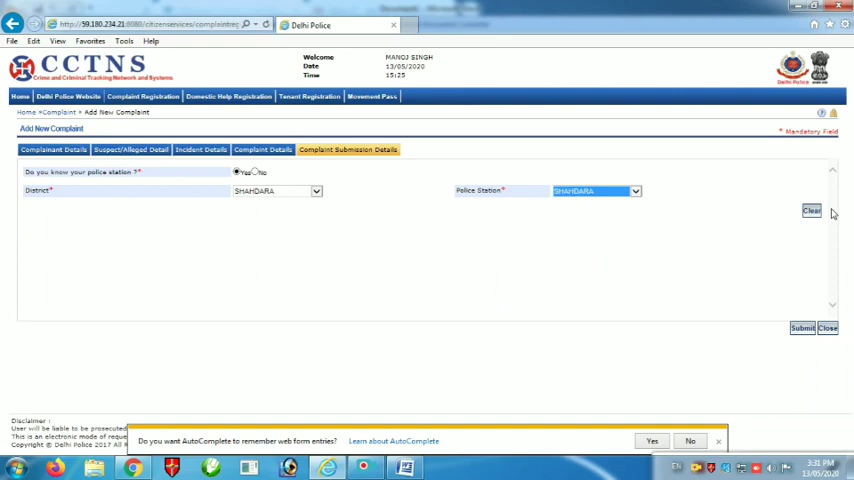 http://59.180.234.21:8080/citizenservices/complaintreg
Delhi Police
File Edit View Favorites Tools Help
CCTNS
Crime and Criminal Tracking Network and Systems
Welcome MANOJ SINGH
Date 13/05/2020
Time 15:25
Home Delhi Police Website Complaint Registration Domestic Help Registration Tenant Registration Movement Pass
Home »Complaint » Add New Complaint
Add New Complaint
* Mandatory Field
Complainant Details Suspect/Alleged Detail Incident Details Complaint Details Complaint Submission Details
Do you know your police station ?* Yes No
District* SHAHDARA Police Station* SHAHDARA
Clear
Submit Close
Disclaimer :
User will be liable to be prosecuted
This is an electronic mode of reque
Copyright © Delhi Police 2017 All R
Do you want AutoComplete to remember web form entries? Learn about AutoComplete Yes No
EN 3:31 PM
13/05/2020